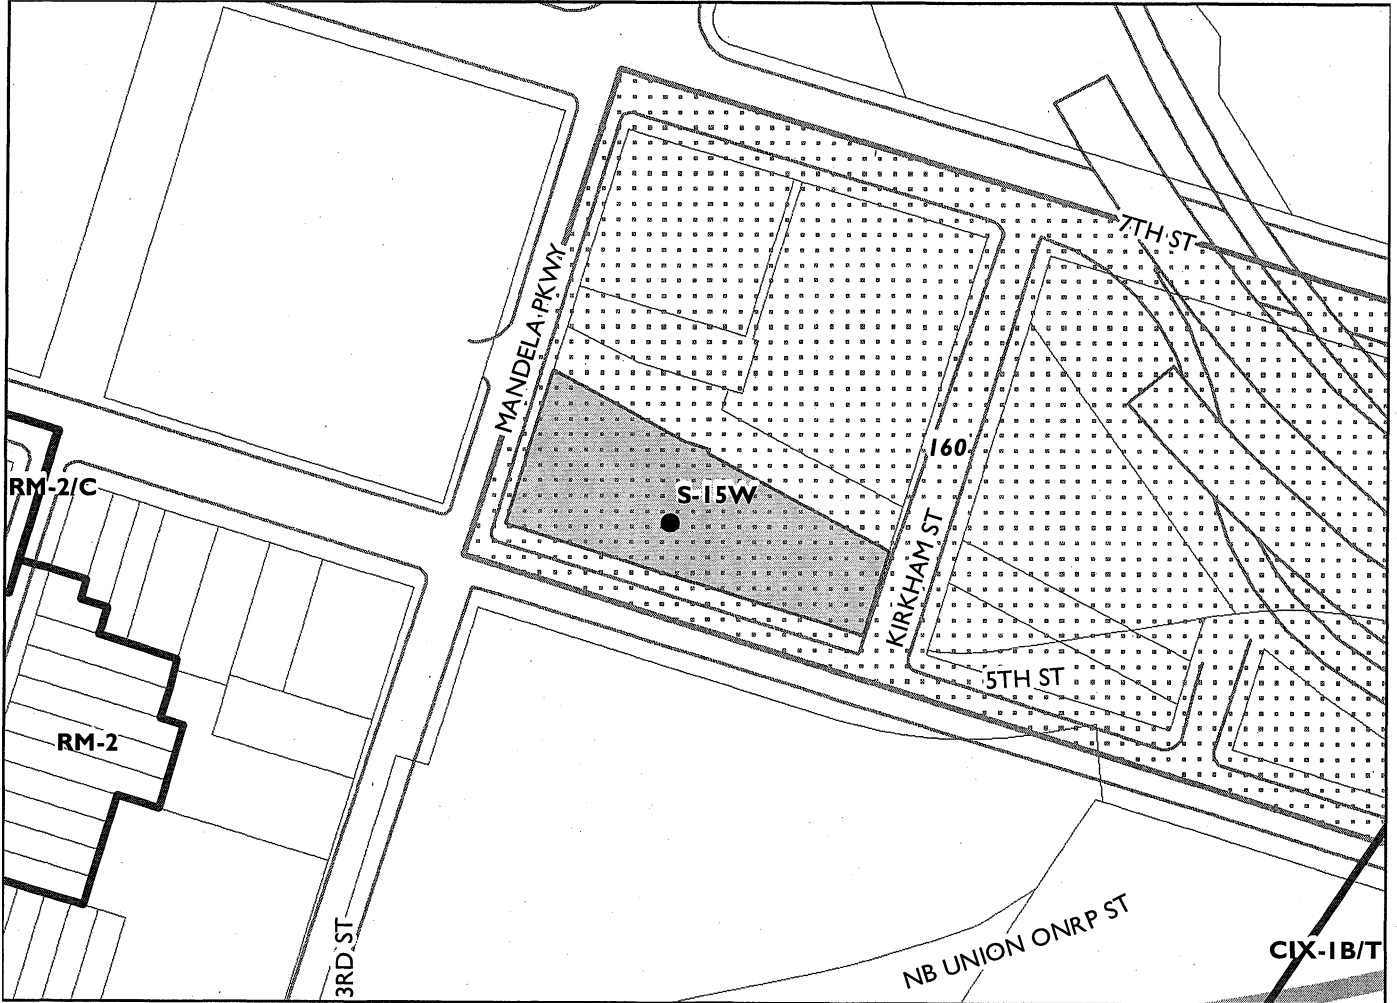 7TH ST
MANDELA PKWY
160
RM-2/C
S-15W
KIRKHAM ST
5TH ST
RM-2
3RD ST
NB UNION ONRP ST
CIX-1B/T